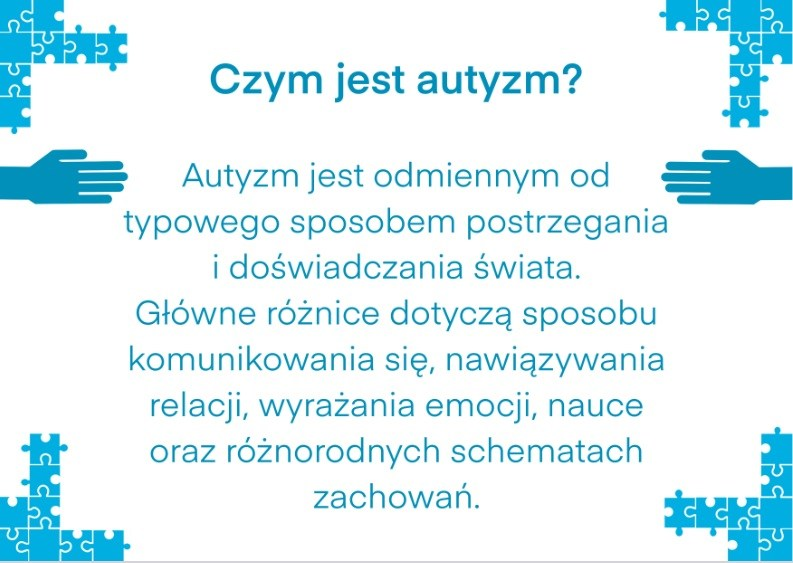 Czym jest autyzm?
Autyzm jest odmiennym od
typowego sposobem postrzegania
i doświadczania świata.
Główne różnice dotyczą sposobu
komunikowania się, nawiązywania
relacji, wyrażania emocji, nauce
oraz różnorodnych schematach
zachowań.